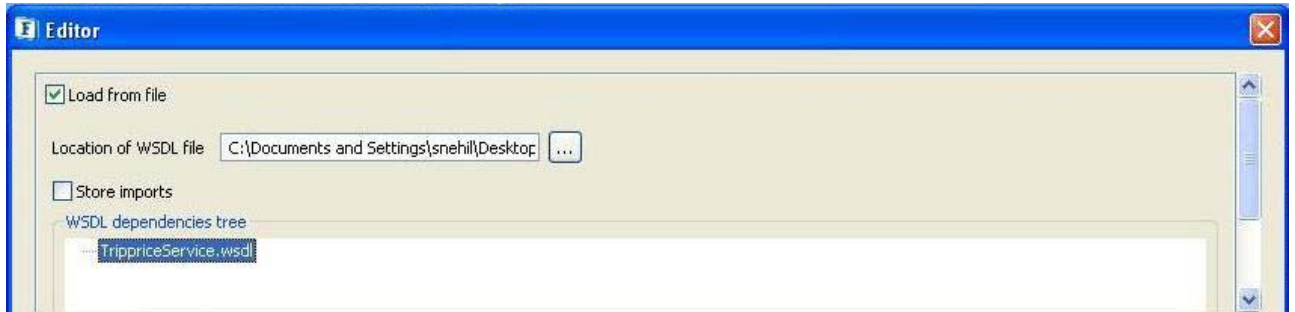 Editor
Load from file
Location of WSDL file C:\Documents and Settings\snehil\Desktop ...
Store imports
WSDL dependencies tree
TrippriceService.wsdl